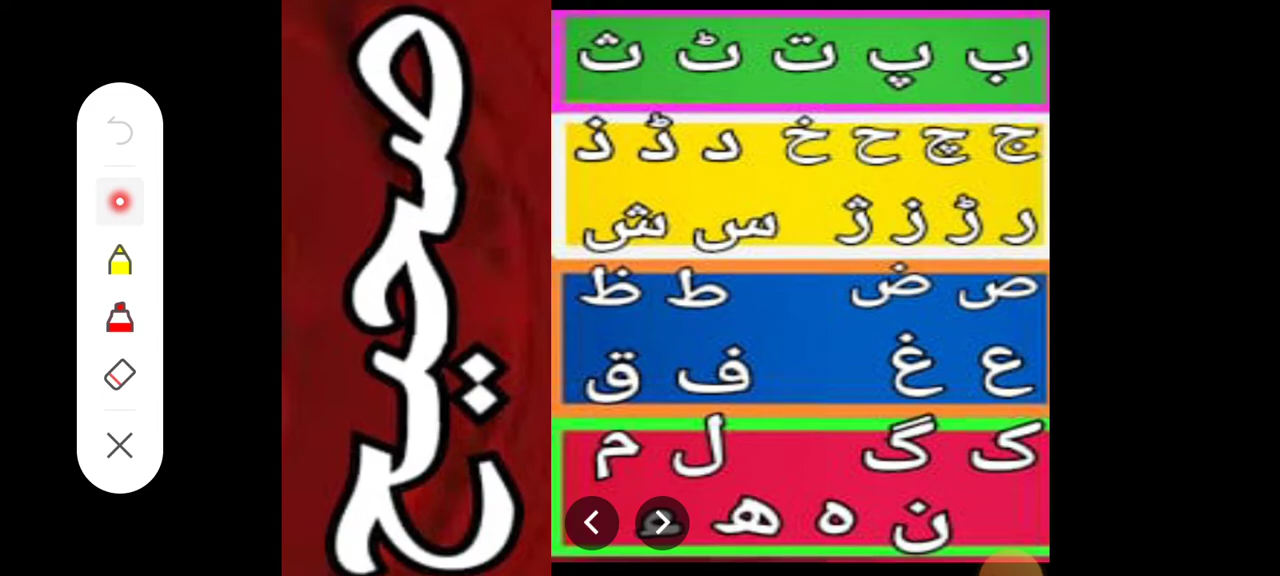 صحیح
ب پ ت ٹ ث
ج چ ح خ د ڈ ذ
ر ڑ ز ژ س ش
ص ض ط ظ
ع غ ف ق
ک گ ل م
ن ہ ھ